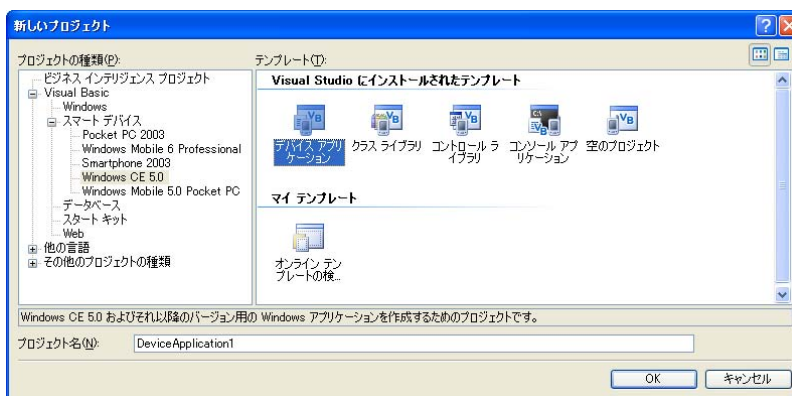 新しいプロジェクト
プロジェクトの種類(P):
テンプレート(T):
ビジネス インテリジェンス プロジェクト
Visual Basic
Windows
スマート デバイス
Pocket PC 2003
Windows Mobile 6 Professional
Smartphone 2003
Windows CE 5.0
Windows Mobile 5.0 Pocket PC
データベース
スタート キット
Web
他の言語
その他のプロジェクトの種類
Visual Studio にインストールされたテンプレート
デバイス アプリ
ケーション
クラス ライブラリ
コントロール ラ
イブラリ
コンソール アプ
リケーション
空のプロジェクト
マイ テンプレート
オンライン テン
プレートの検...
Windows CE 5.0 およびそれ以降のバージョン用の Windows アプリケーションを作成するためのプロジェクトです。
プロジェクト名(N):
DeviceApplication1
OK
キャンセル